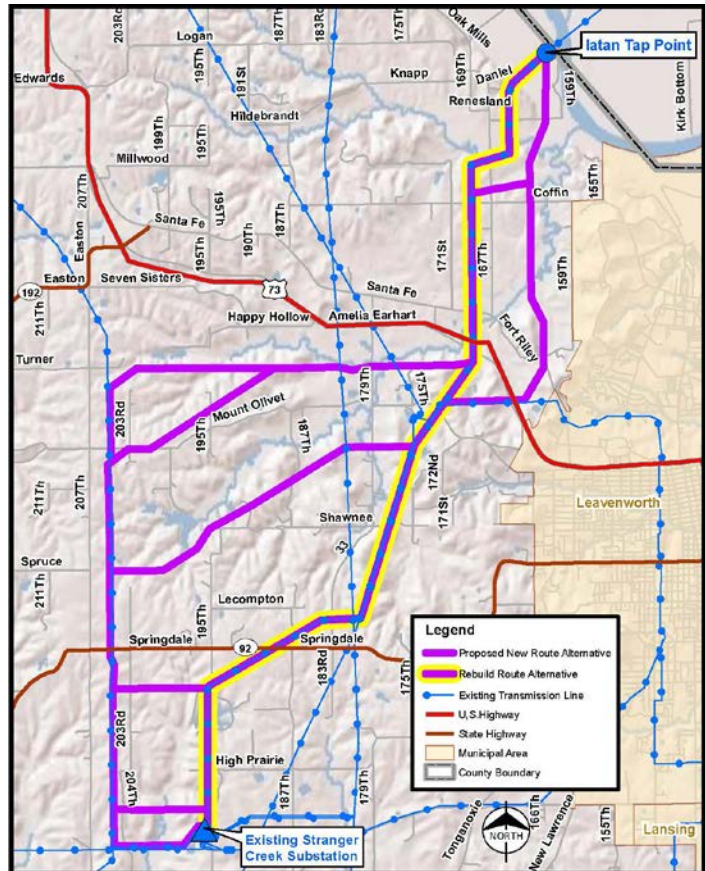 203Rd
Logan
195Th
187Th
183Rd
175Th
Oak Mills
Iatan Tap Point
Edwards
191St
Knapp
169Th
Daniel
159Th
Renesland
Kirk Bottom
Hildebrandt
199Th
195Th
Millwood
207Th
195Th
187Th
Coffin
155Th
Santa Fe
190Th
Easton
171St
167Th
159Th
Easton
Seven Sisters
195Th
73
Santa Fe
192
211Th
Happy Hollow
Amelia Earhart
Fort Riley
Turner
179Th
175Th
203Rd
Mount Olivet
195Th
187Th
172Nd
211Th
207Th
171St
Leavenworth
Shawnee
33
Spruce
211Th
Lecompton
195Th
Springdale
92
Springdale
183Rd
175Th
203Rd
High Prairie
204Th
187Th
179Th
Legend
Proposed New Route Alternative
Rebuild Route Alternative
Existing Transmission Line
U.S.Highway
State Highway
Municipal Area
County Boundary
Existing Stranger
Creek Substation
NORTH
Tonganoxie
New Lawrence
166Th
155Th
Lansing